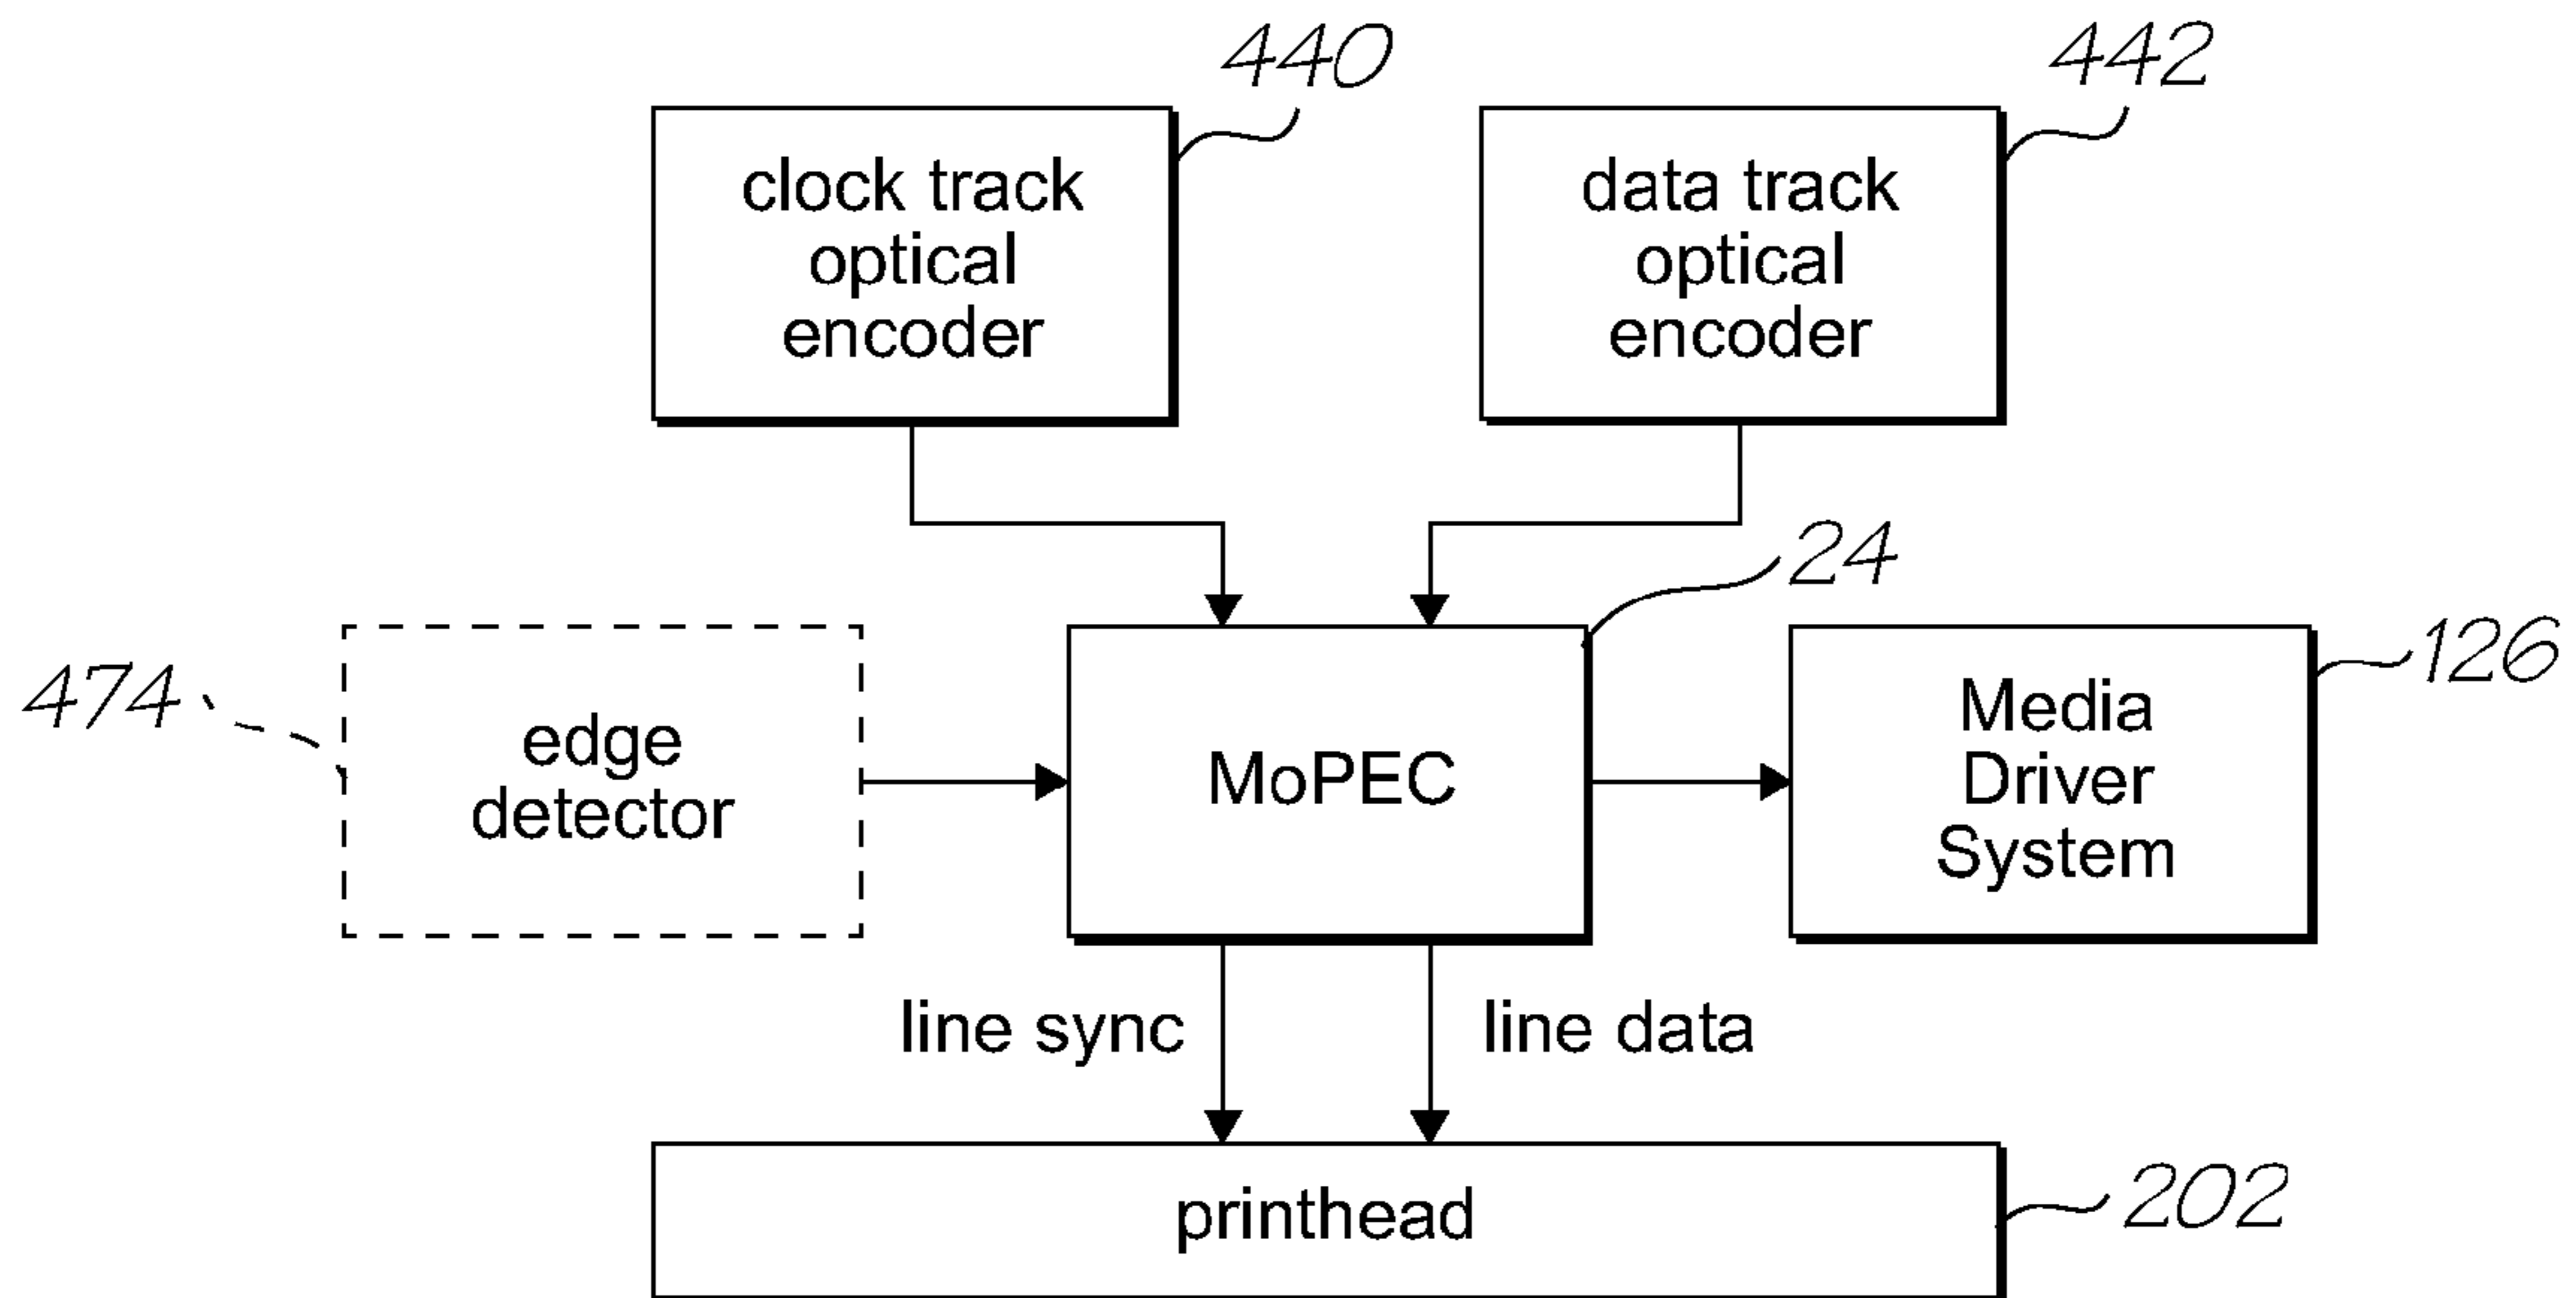 440
442
clock track
optical
encoder
data track
optical
encoder
24
474
edge
detector
MoPEC
126
Media
Driver
System
line sync
line data
printhead
202